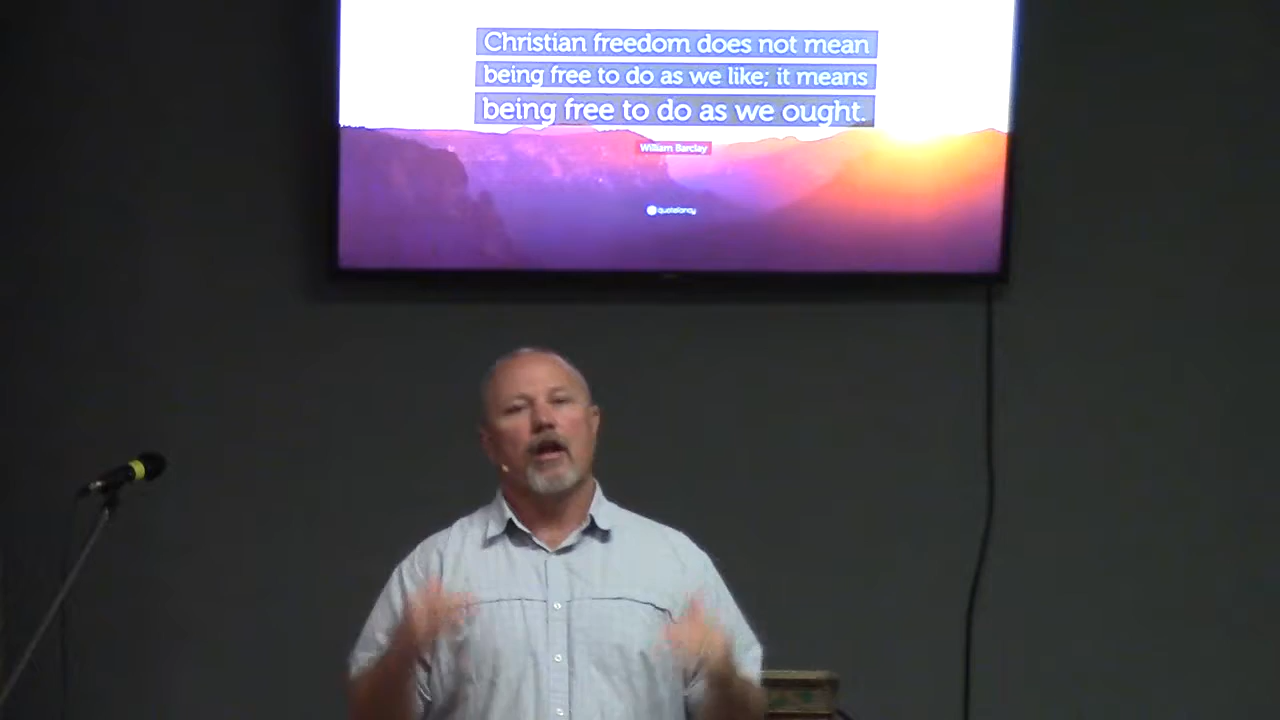 Christian freedom does not mean
being free to do as we like; it means
being free to do as we ought.
William Barclay
quotefancy